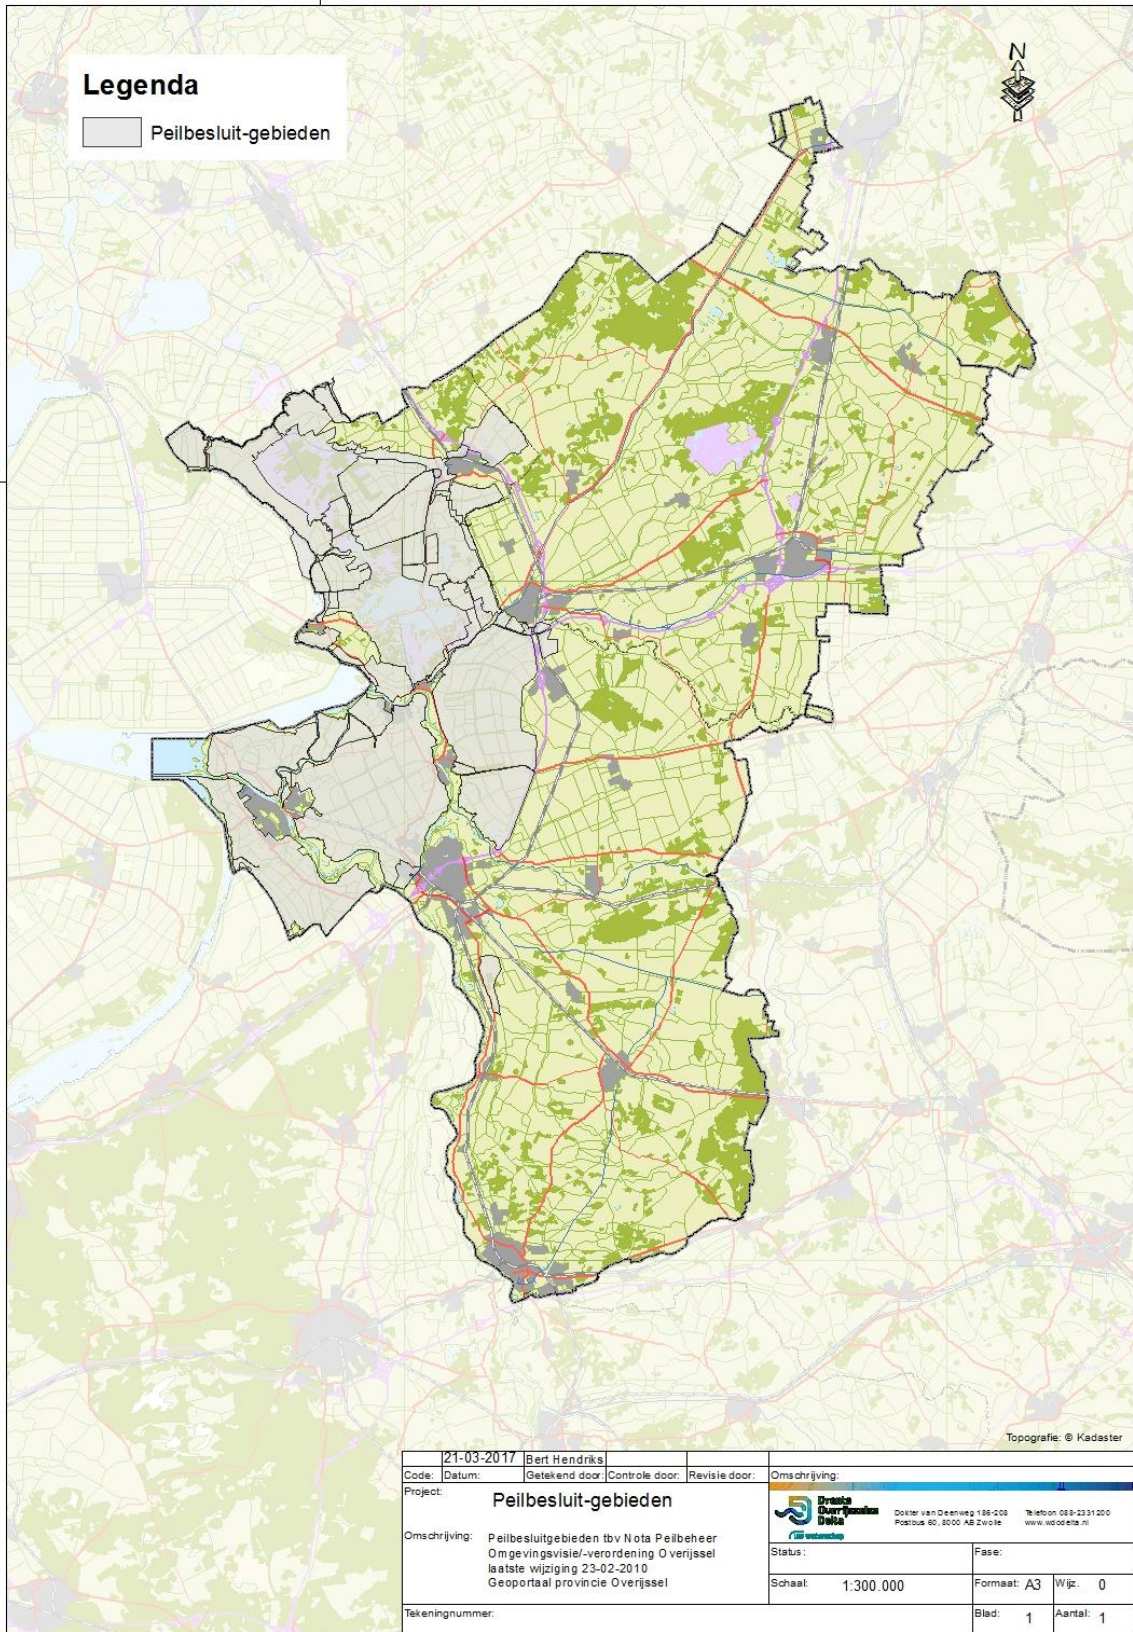 Legenda
Peilbesluit-gebieden
N
Topografie: © Kadaster
21-03-2017 Bert Hendriks
Code: Datum: Getekend door: Controle door: Revisie door: Omschrijving:
Project: Peilbesluit-gebieden
Omschrijving: Peilbesluitgebieden tbv Nota Peilbeheer
Omgevingsvisie/-verordening Overijssel
laatste wijziging 23-02-2010
Geoportaal provincie Overijssel
Tekeningnummer:
Drents
Overijsselse
Delta
waterschap
Dokter van Deenweg 186-208
Postbus 60, 8000 AB Zwolle
Telefoon 088-2331200
www.wdodelta.nl
Status: Fase:
Schaal: 1:300.000 Formaat: A3 Wijz. 0
Blad: 1 Aantal: 1